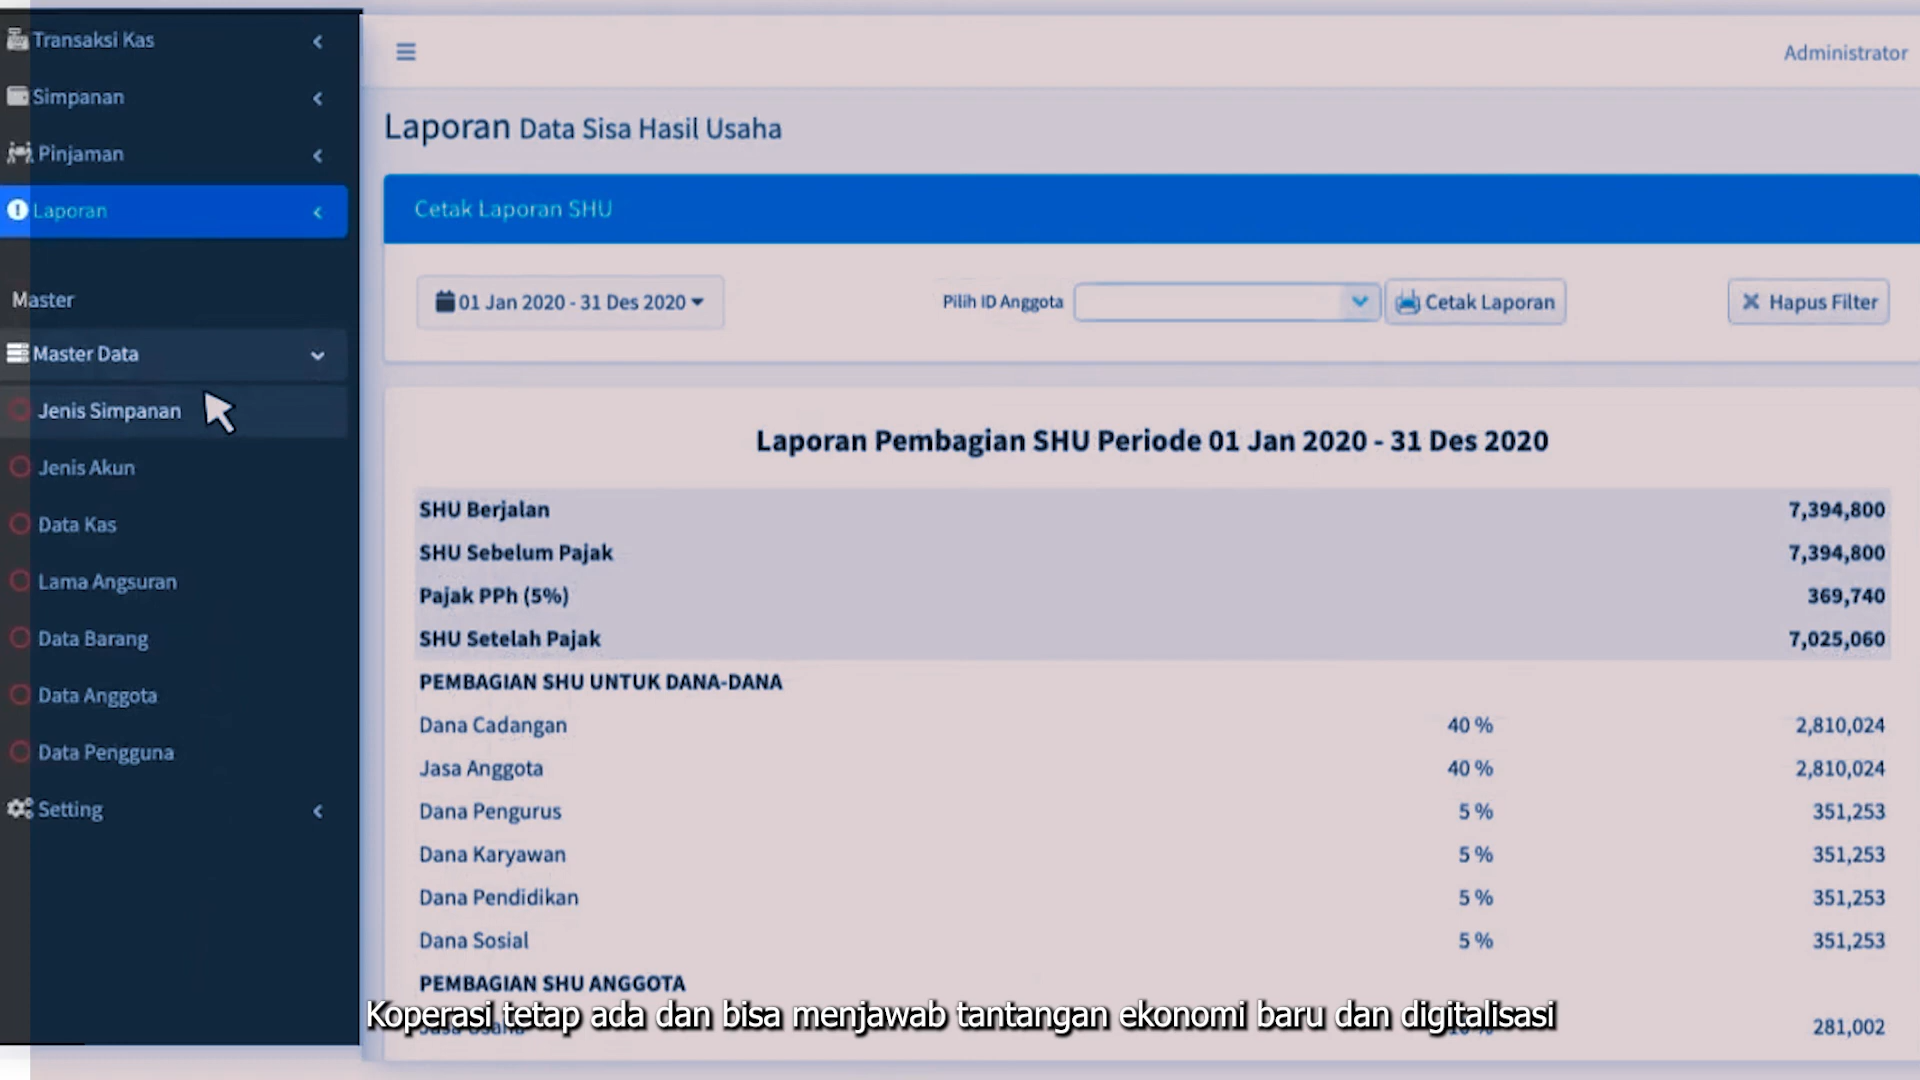 Transaksi Kas
Simpanan
Pinjaman
Laporan
Master
Master Data
Jenis Simpanan
Jenis Akun
Data Kas
Lama Angsuran
Data Barang
Data Anggota
Data Pengguna
Setting
Administrator
Laporan Data Sisa Hasil Usaha
Cetak Laporan SHU
01 Jan 2020 - 31 Des 2020
Pilih ID Anggota
Cetak Laporan
Hapus Filter
Laporan Pembagian SHU Periode 01 Jan 2020 - 31 Des 2020
SHU Berjalan 7,394,800
SHU Sebelum Pajak 7,394,800
Pajak PPh (5%) 369,740
SHU Setelah Pajak 7,025,060
PEMBAGIAN SHU UNTUK DANA-DANA
Dana Cadangan 40 % 2,810,024
Jasa Anggota 40 % 2,810,024
Dana Pengurus 5 % 351,253
Dana Karyawan 5 % 351,253
Dana Pendidikan 5 % 351,253
Dana Sosial 5 % 351,253
PEMBAGIAN SHU ANGGOTA
281,002
Koperasi tetap ada dan bisa menjawab tantangan ekonomi baru dan digitalisasi